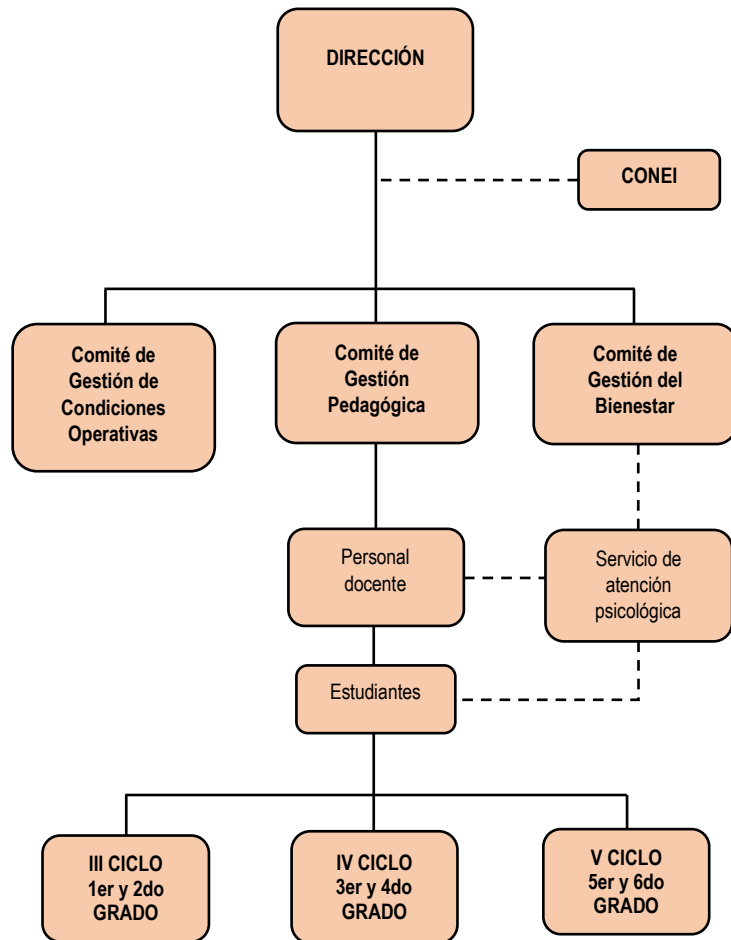 DIRECCIÓN
CONEI
Comité de
Gestión de
Condiciones
Operativas
Comité de
Gestión
Pedagógica
Comité de
Gestión del
Bienestar
Personal
docente
Servicio de
atención
psicológica
Estudiantes
III CICLO
1er y 2do
GRADO
IV CICLO
3er y 4do
GRADO
V CICLO
5er y 6do
GRADO